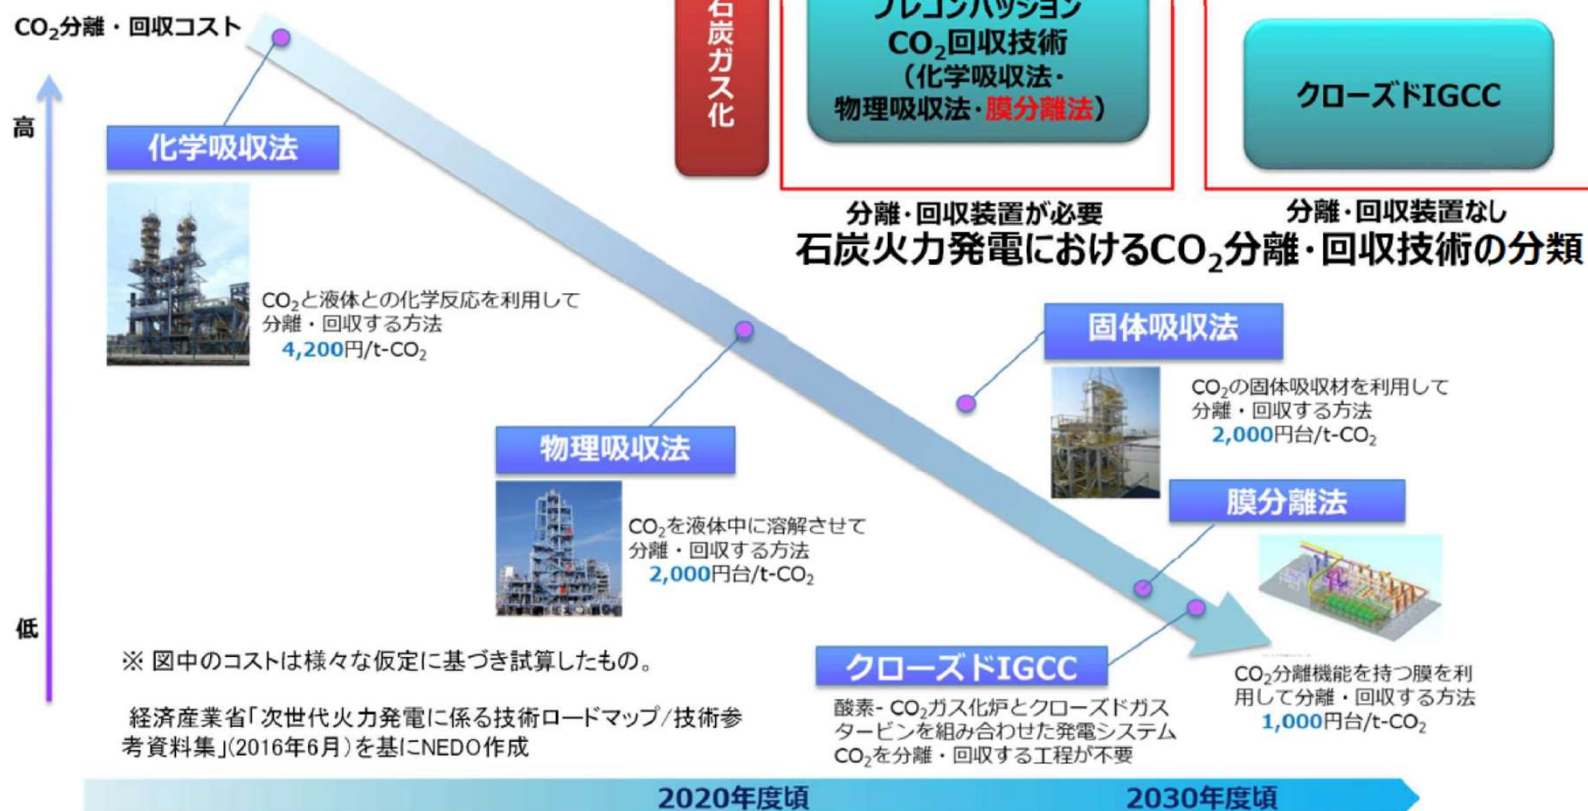 CO₂分離・回収コスト
高
低
化学吸収法
CO₂と液体との化学反応を利用して
分離・回収する方法
4,200円/t-CO₂
石炭ガス化
プレコンバッション
CO₂回収技術
（化学吸収法・
物理吸収法・膜分離法）
クローズドIGCC
分離・回収装置が必要
分離・回収装置なし
石炭火力発電におけるCO₂分離・回収技術の分類
物理吸収法
CO₂を液体中に溶解させて
分離・回収する方法
2,000円台/t-CO₂
固体吸収法
CO₂の固体吸収材を利用して
分離・回収する方法
2,000円台/t-CO₂
膜分離法
CO₂分離機能を持つ膜を利
用して分離・回収する方法
1,000円台/t-CO₂
クローズドIGCC
酸素- CO₂ガス化炉とクローズドガス
タービンを組み合わせた発電システム
CO₂を分離・回収する工程が不要
※ 図中のコストは様々な仮定に基づき試算したもの。
経済産業省「次世代火力発電に係る技術ロードマップ/技術参
考資料集」(2016年6月)を基にNEDO作成
2020年度頃
2030年度頃